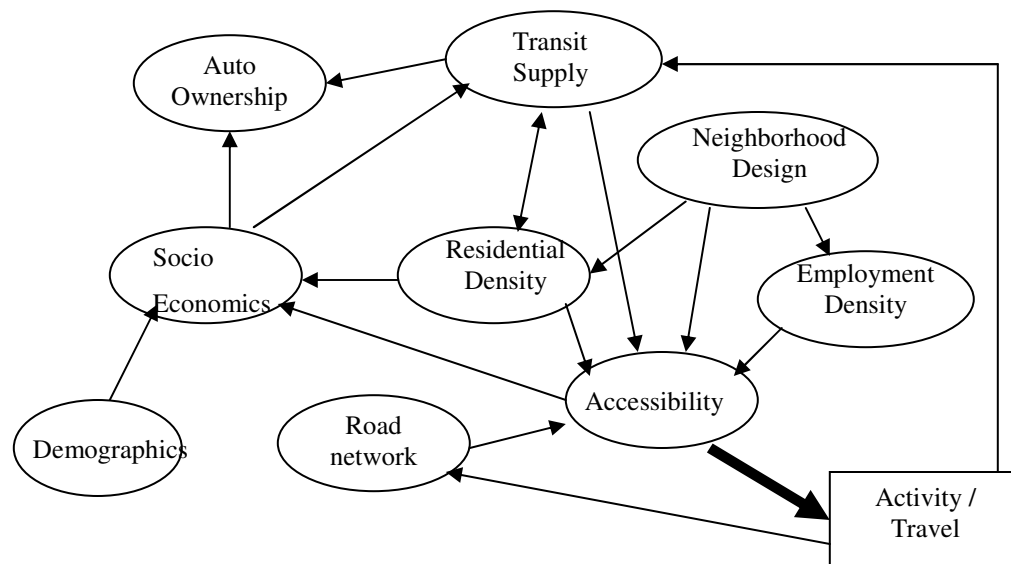 Transit
Supply
Auto
Ownership
Neighborhood
Design
Socio
Economics
Residential
Density
Employment
Density
Accessibility
Demographics
Road
network
Activity /
Travel